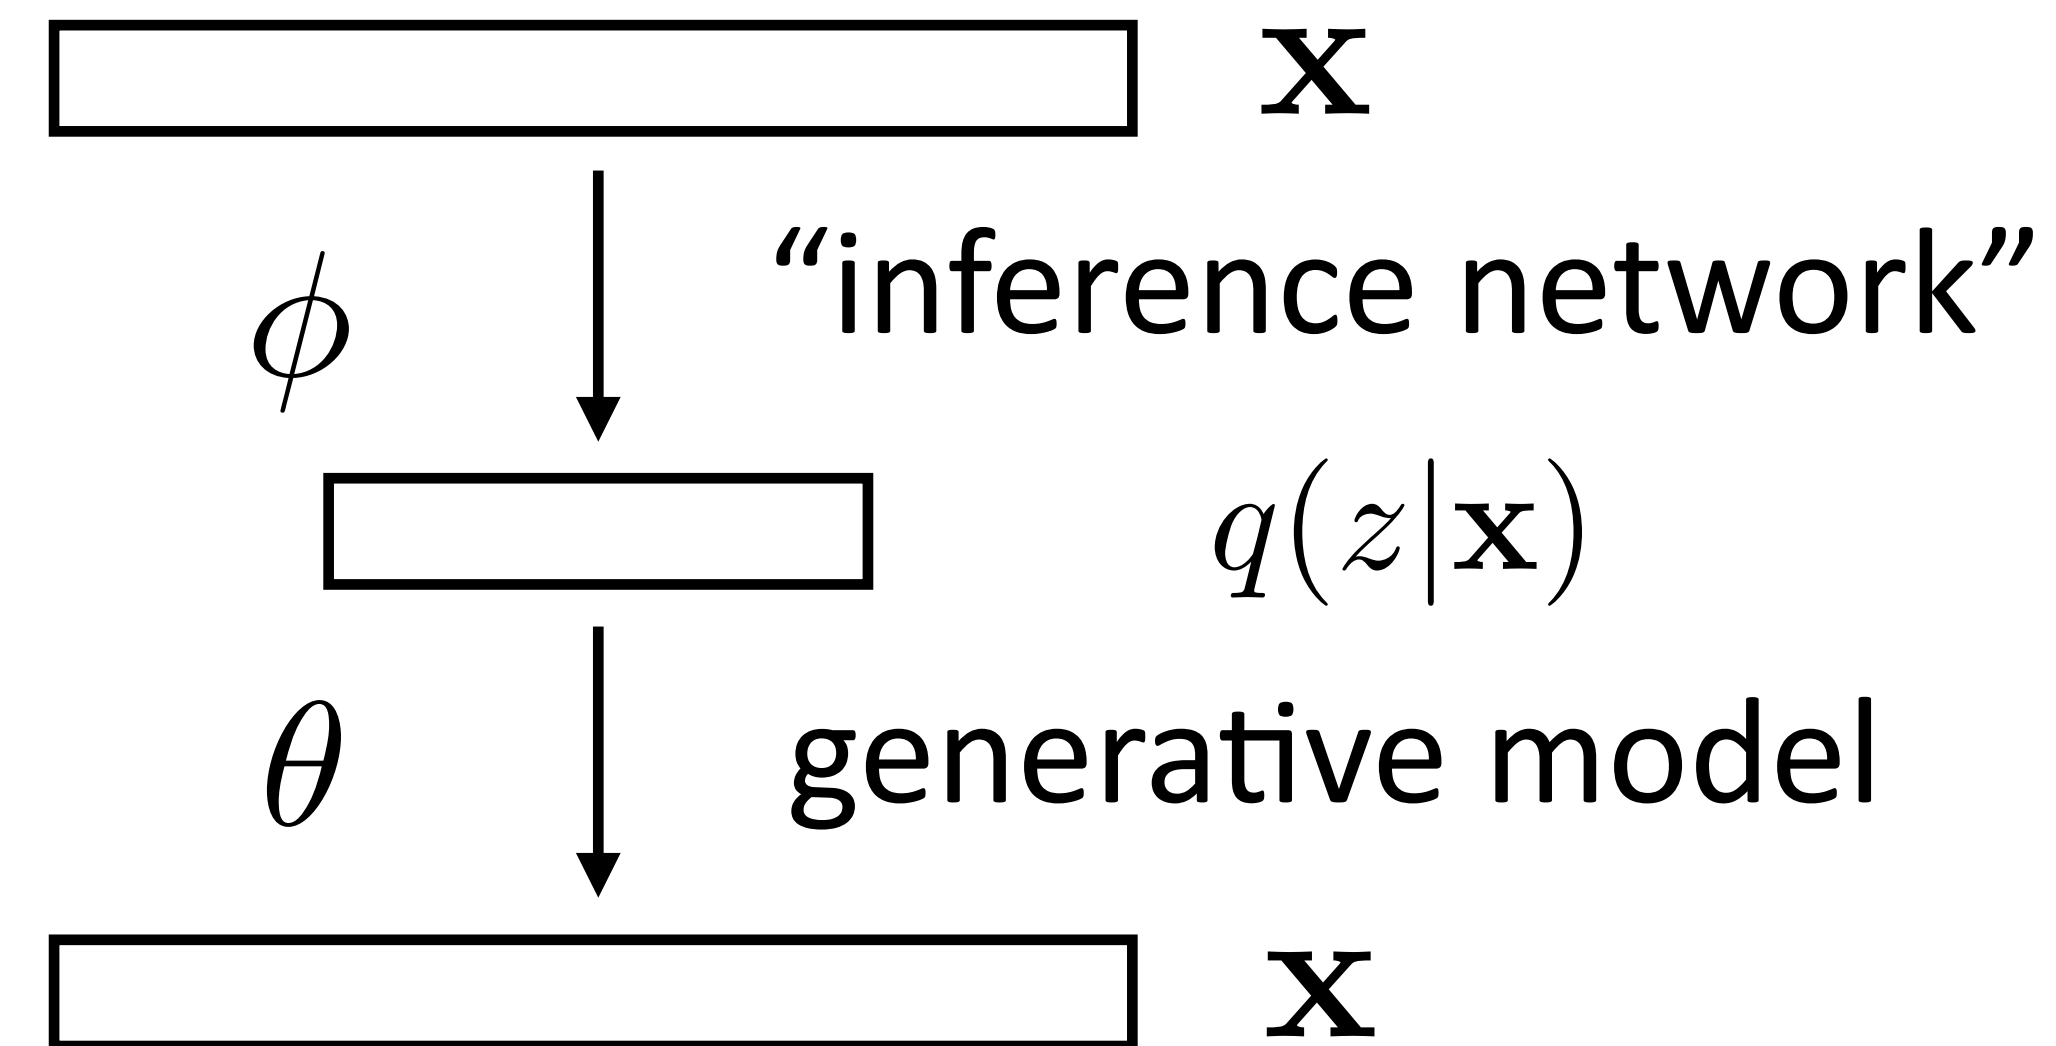 𝐱
ϕ
“inference network”
q(z|𝐱)
θ
generative model
𝐱